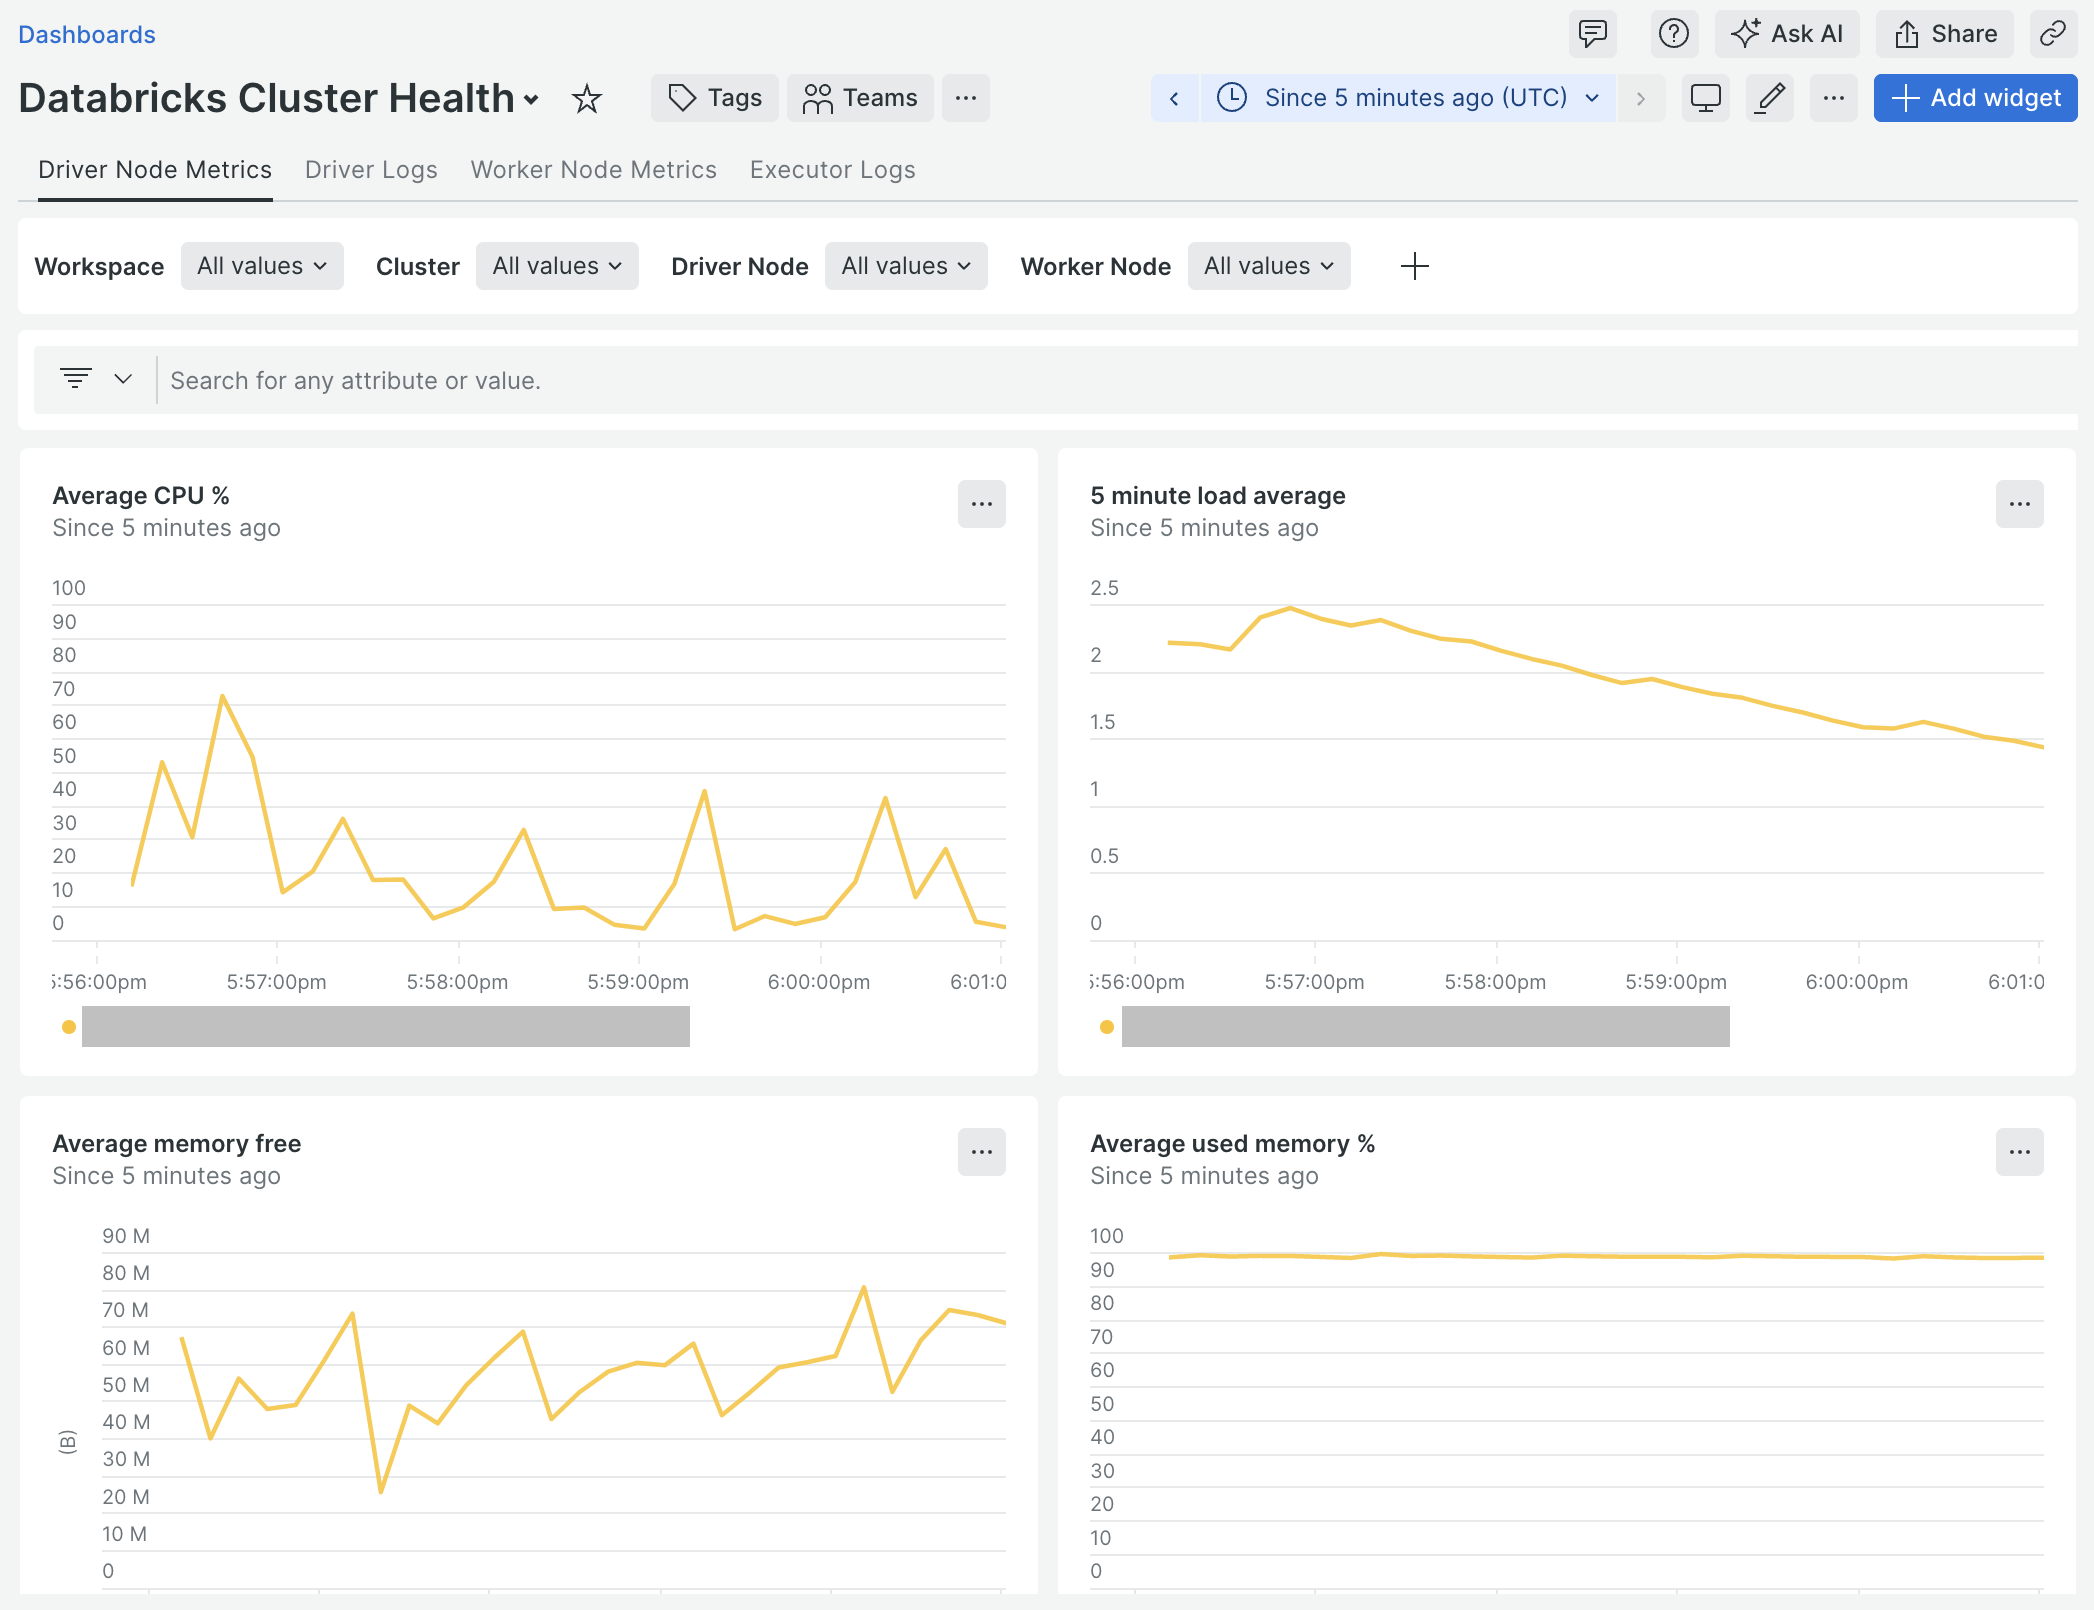 Dashboards
Ask AI
Share
Databricks Cluster Health
Tags
Teams
Since 5 minutes ago (UTC)
Add widget
Driver Node Metrics
Driver Logs
Worker Node Metrics
Executor Logs
Workspace All values
Cluster All values
Driver Node All values
Worker Node All values
Search for any attribute or value.
Average CPU %
Since 5 minutes ago
100
90
80
70
60
50
40
30
20
10
0
5:56:00pm 5:57:00pm 5:58:00pm 5:59:00pm 6:00:00pm 6:01:0
5 minute load average
Since 5 minutes ago
2.5
2
1.5
1
0.5
0
5:56:00pm 5:57:00pm 5:58:00pm 5:59:00pm 6:00:00pm 6:01:0
Average memory free
Since 5 minutes ago
(B)
90 M
80 M
70 M
60 M
50 M
40 M
30 M
20 M
10 M
0
Average used memory %
Since 5 minutes ago
100
90
80
70
60
50
40
30
20
10
0